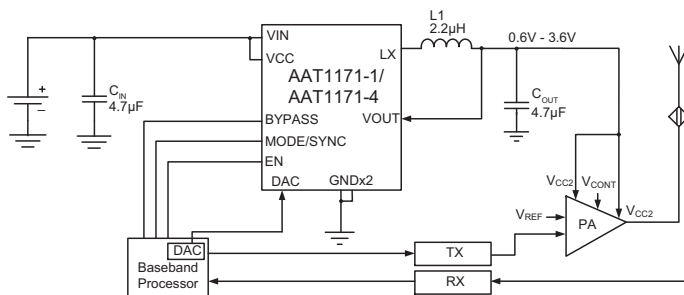 L1
2.2µH
0.6V - 3.6V
VIN
VCC
LX
AAT1171-1/
AAT1171-4
+
–
CIN
4.7µF
COUT
4.7µF
BYPASS
VOUT
MODE/SYNC
EN
DAC
GNDx2
VCC2
VCONT
VCC2
VREF
PA
DAC
Baseband
Processor
TX
RX